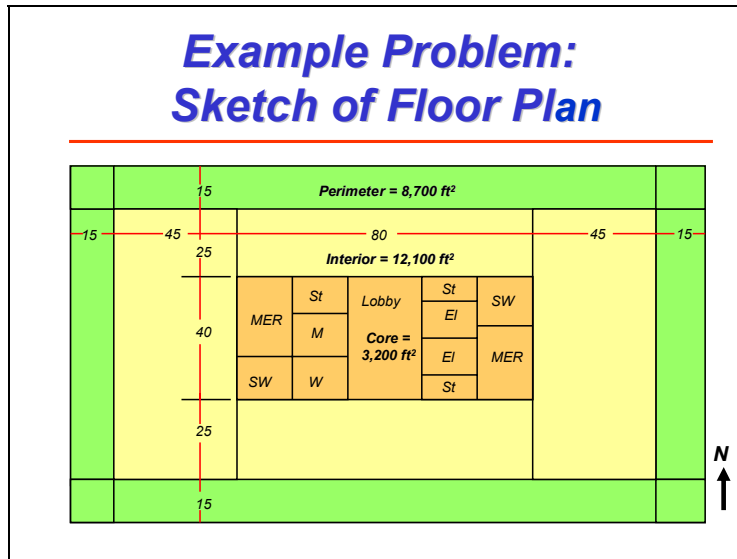 Example Problem:
Sketch of Floor Plan
15 Perimeter = 8,700 ft²
15 45 80 45 15
25 Interior = 12,100 ft²
St Lobby St SW
MER El
40 M Core =
3,200 ft²
El MER
SW W St
25
N
15